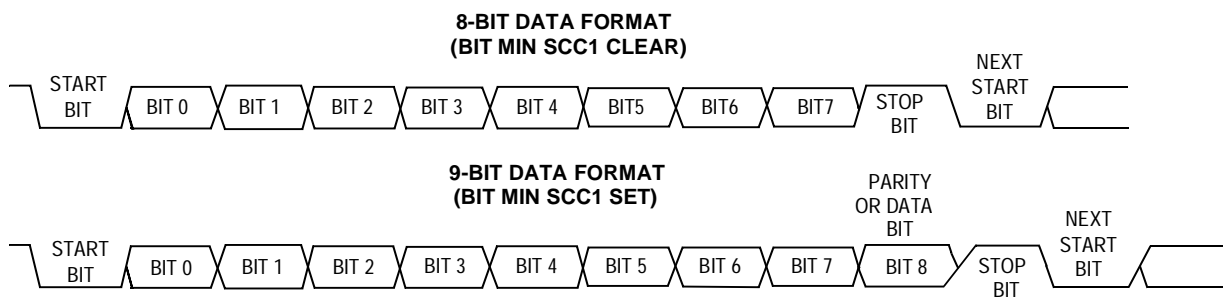 8-BIT DATA FORMAT
(BIT MIN SCC1 CLEAR)
START
BIT
BIT 0
BIT 1
BIT 2
BIT 3
BIT 4
BIT5
BIT6
BIT7
STOP
BIT
NEXT
START
BIT
9-BIT DATA FORMAT
(BIT MIN SCC1 SET)
START
BIT
BIT 0
BIT 1
BIT 2
BIT 3
BIT 4
BIT 5
BIT 6
BIT 7
PARITY
OR DATA
BIT
BIT 8
STOP
BIT
NEXT
START
BIT